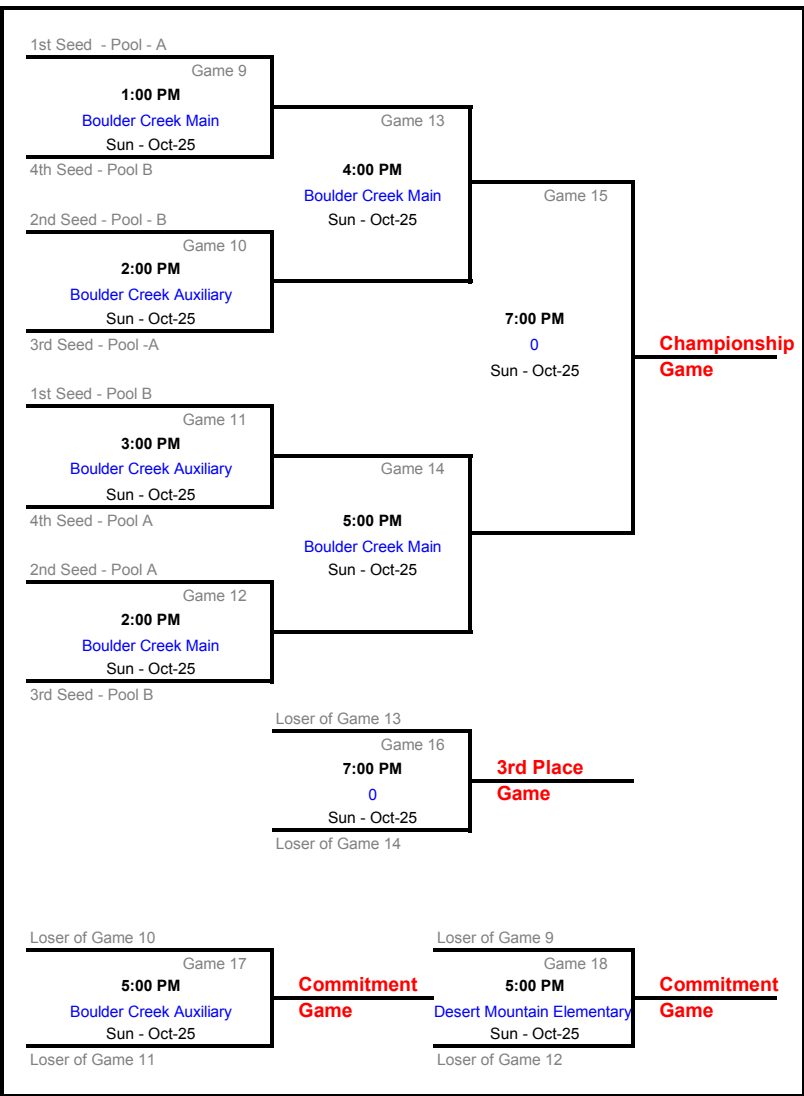 1st Seed  - Pool - A
Game 9
1:00 PM
Boulder Creek Main
Sun - Oct-25
4th Seed - Pool B
Game 13
4:00 PM
Boulder Creek Main
Sun - Oct-25
2nd Seed - Pool - B
Game 10
2:00 PM
Boulder Creek Auxiliary
Sun - Oct-25
3rd Seed - Pool -A
Game 15
7:00 PM
0
Sun - Oct-25
Championship
Game
1st Seed - Pool B
Game 11
3:00 PM
Boulder Creek Auxiliary
Sun - Oct-25
4th Seed - Pool A
Game 14
5:00 PM
Boulder Creek Main
Sun - Oct-25
2nd Seed - Pool A
Game 12
2:00 PM
Boulder Creek Main
Sun - Oct-25
3rd Seed - Pool B
Loser of Game 13
Game 16
7:00 PM
0
Sun - Oct-25
Loser of Game 14
3rd Place
Game
Loser of Game 10
Game 17
5:00 PM
Boulder Creek Auxiliary
Sun - Oct-25
Loser of Game 11
Commitment
Game
Loser of Game 9
Game 18
5:00 PM
Desert Mountain Elementary
Sun - Oct-25
Loser of Game 12
Commitment
Game